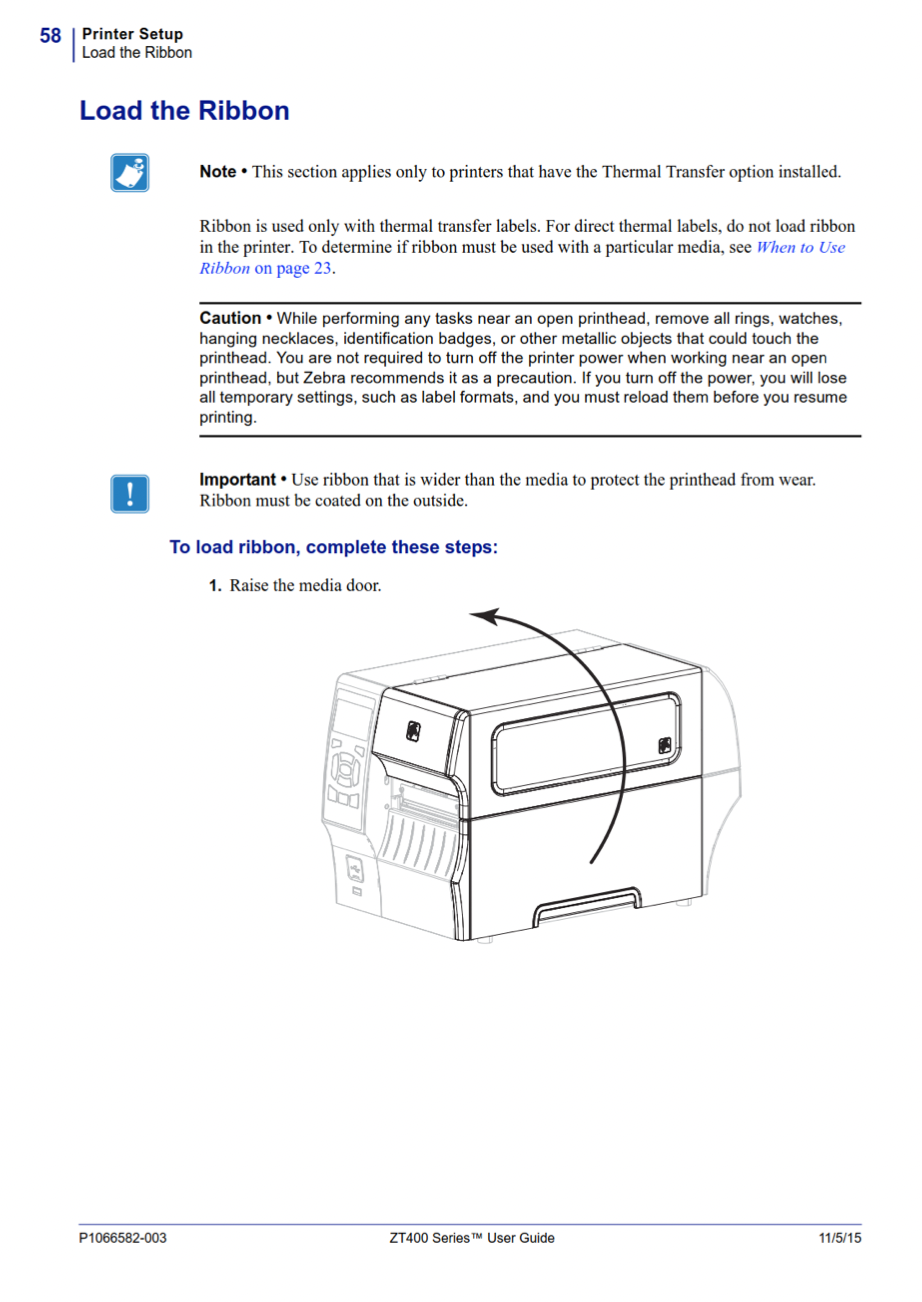 58
Printer Setup
Load the Ribbon
Load the Ribbon
Note • This section applies only to printers that have the Thermal Transfer option installed.
Ribbon is used only with thermal transfer labels. For direct thermal labels, do not load ribbon
in the printer. To determine if ribbon must be used with a particular media, see When to Use
Ribbon on page 23.
Caution • While performing any tasks near an open printhead, remove all rings, watches,
hanging necklaces, identification badges, or other metallic objects that could touch the
printhead. You are not required to turn off the printer power when working near an open
printhead, but Zebra recommends it as a precaution. If you turn off the power, you will lose
all temporary settings, such as label formats, and you must reload them before you resume
printing.
Important • Use ribbon that is wider than the media to protect the printhead from wear.
Ribbon must be coated on the outside.
To load ribbon, complete these steps:
1. Raise the media door.
P1066582-003
ZT400 Series™ User Guide
11/5/15